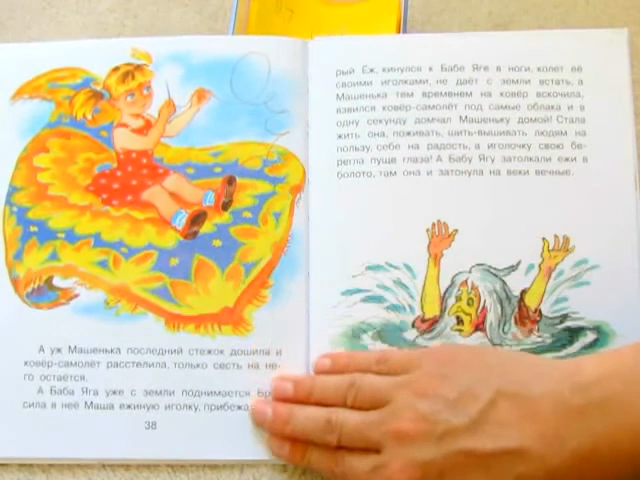 А уж Машенька последний стежок дошила и
ковёр-самолёт расстелила, только сесть на не-
го остаётся.
А Баба Яга уже с земли поднимается
сила в неё Маша ежиную иголку, прибежа
38
рый Ёж, кинулся к Бабе Яге в ноги, колет её
своими иголками, не даёт с земли встать, а
Машенька тем временем на ковёр вскочила,
взвился ковёр-самолёт под самые облака и в
одну секунду домчал Машеньку домой! Стала
жить она, поживать, шить-вышивать людям на
пользу, себе на радость, а иголочку свою бе-
регла пуще глаза! А Бабу Ягу затолкали ежи в
болото, там она и затонула на веки вечные.